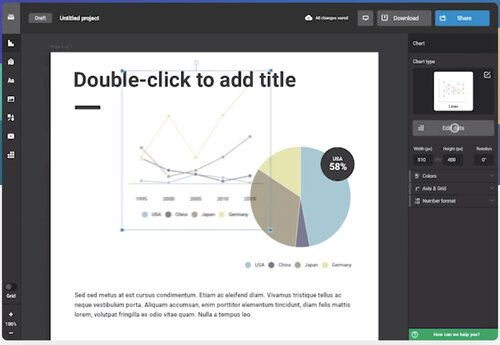 Draft
Untitled project
All changes saved
Download
Share
Chart
Page 1 of 1
Double-click to add title
Chart type
Lines
Edit data
Width (px)
Height (px)
Rotation
510
400
0°
Colors
Axis & Grid
Number format
USA
58%
1995
2000
2005
2010
USA
China
Japan
Germany
USA
China
Japan
Germany
Sed sed metus at est cursus condimentum. Etiam ac eleifend diam. Vivamus tristique tellus ac
neque vestibulum porta. Aliquam accumsan, enim porttitor elementum tincidunt, diam felis mattis
lorem, volutpat fringilla ex odio vitae quam. Nulla a tempus leo.
Aa
Grid
100%
How can we help you?